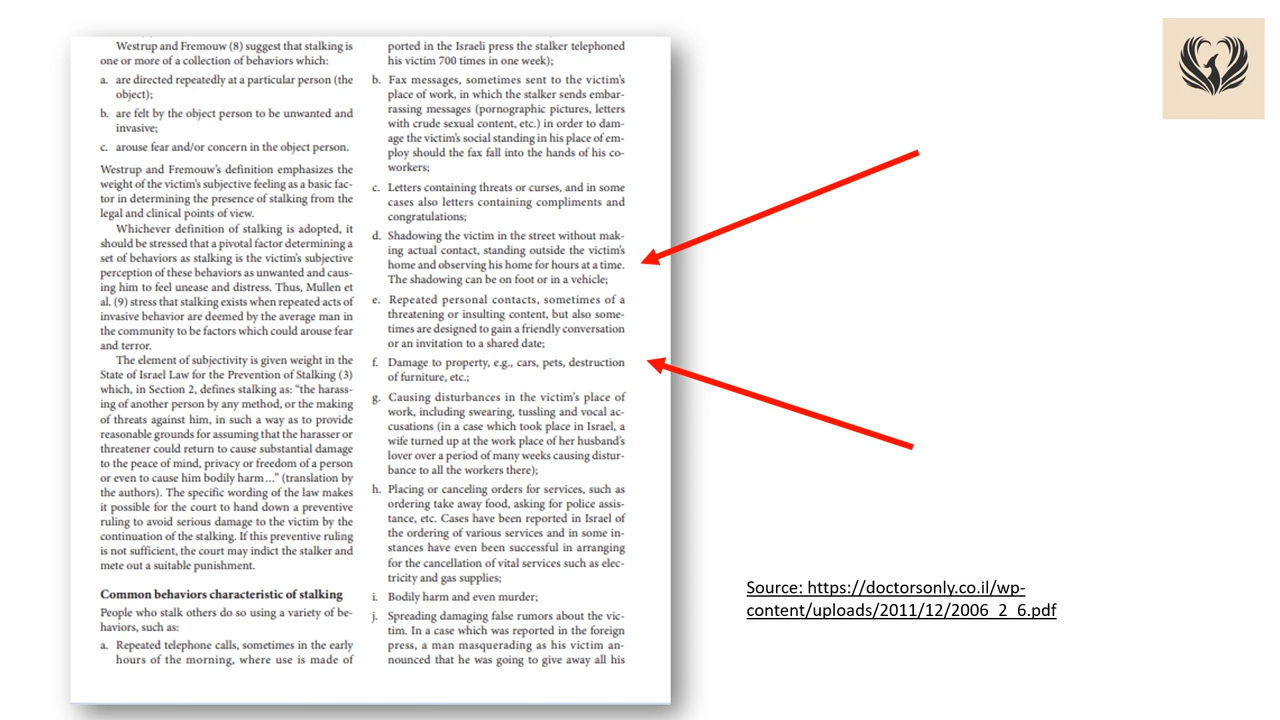 Westrup and Fremouw (8) suggest that stalking is
one or more of a collection of behaviors which:
a. are directed repeatedly at a particular person (the
object);
b. are felt by the object person to be unwanted and
invasive;
c. arouse fear and/or concern in the object person.
Westrup and Fremouw's definition emphasizes the
weight of the victim's subjective feeling as a basic fac-
tor in determining the presence of stalking from the
legal and clinical points of view.
Whichever definition of stalking is adopted, it
should be stressed that a pivotal factor determining a
set of behaviors as stalking is the victim's subjective
perception of these behaviors as unwanted and caus-
ing him to feel unease and distress. Thus, Mullen et
al. (9) stress that stalking exists when repeated acts of
invasive behavior are deemed by the average man in
the community to be factors which could arouse fear
and terror.
The element of subjectivity is given weight in the
State of Israel Law for the Prevention of Stalking (3)
which, in Section 2, defines stalking as: "the harass-
ing of another person by any method, or the making
of threats against him, in such a way as to provide
reasonable grounds for assuming that the harasser or
threatener could return to cause substantial damage
to the peace of mind, privacy or freedom of a person
or even to cause him bodily harm..." (translation by
the authors). The specific wording of the law makes
it possible for the court to hand down a preventive
ruling to avoid serious damage to the victim by the
continuation of the stalking. If this preventive ruling
is not sufficient, the court may indict the stalker and
mete out a suitable punishment.
Common behaviors characteristic of stalking
People who stalk others do so using a variety of be-
haviors, such as:
a. Repeated telephone calls, sometimes in the early
hours of the morning, where use is made of
ported in the Israeli press the stalker telephoned
his victim 700 times in one week);
b. Fax messages, sometimes sent to the victim's
place of work, in which the stalker sends embar-
rassing messages (pornographic pictures, letters
with crude sexual content, etc.) in order to dam-
age the victim's social standing in his place of em-
ploy should the fax fall into the hands of his co-
workers;
c. Letters containing threats or curses, and in some
cases also letters containing compliments and
congratulations;
d. Shadowing the victim in the street without mak-
ing actual contact, standing outside the victim's
home and observing his home for hours at a time.
The shadowing can be on foot or in a vehicle;
e. Repeated personal contacts, sometimes of a
threatening or insulting content, but also some-
times are designed to gain a friendly conversation
or an invitation to a shared date;
f. Damage to property, e.g., cars, pets, destruction
of furniture, etc.;
g. Causing disturbances in the victim's place of
work, including swearing, tussling and vocal ac-
cusations (in a case which took place in Israel, a
wife turned up at the work place of her husband's
lover over a period of many weeks causing distur-
bance to all the workers there);
h. Placing or canceling orders for services, such as
ordering take away food, asking for police assis-
tance, etc. Cases have been reported in Israel of
the ordering of various services and in some in-
stances have even been successful in arranging
for the cancellation of vital services such as elec-
tricity and gas supplies;
i. Bodily harm and even murder;
j. Spreading damaging false rumors about the vic-
tim. In a case which was reported in the foreign
press, a man masquerading as his victim an-
nounced that he was going to give away all his
Source: https://doctorsonly.co.il/wp-
content/uploads/2011/12/2006_2_6.pdf